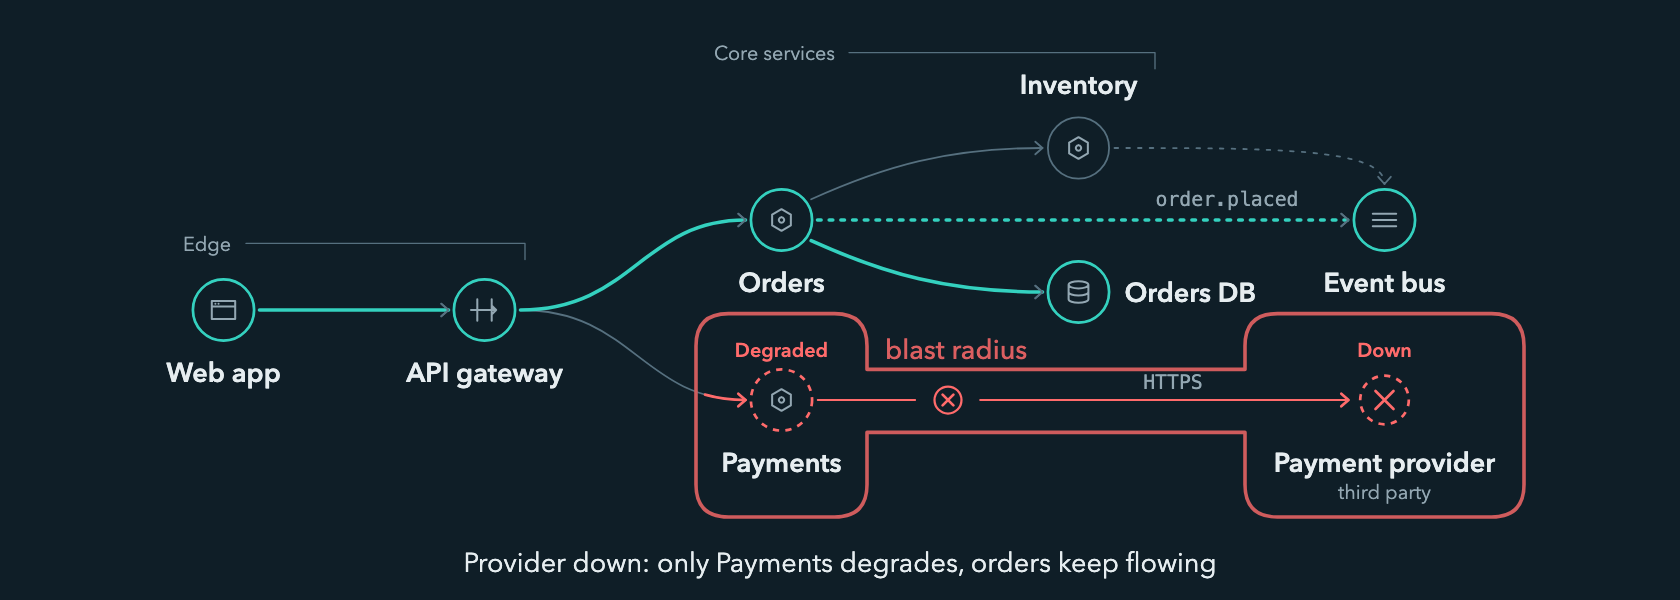 Core services
Inventory
order.placed
Edge
Orders
Orders DB
Event bus
Web app
API gateway
Degraded
blast radius
Down
HTTPS
Payments
Payment provider
third party
Provider down: only Payments degrades, orders keep flowing